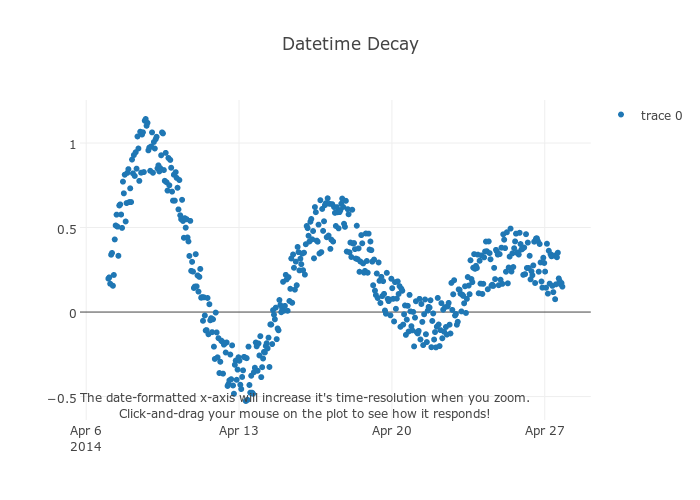 Datetime Decay
trace 0
1
0.5
0
−0.5
The date-formatted x-axis will increase it's time-resolution when you zoom.
Click-and-drag your mouse on the plot to see how it responds!
Apr 6 Apr 13 Apr 20 Apr 27
2014